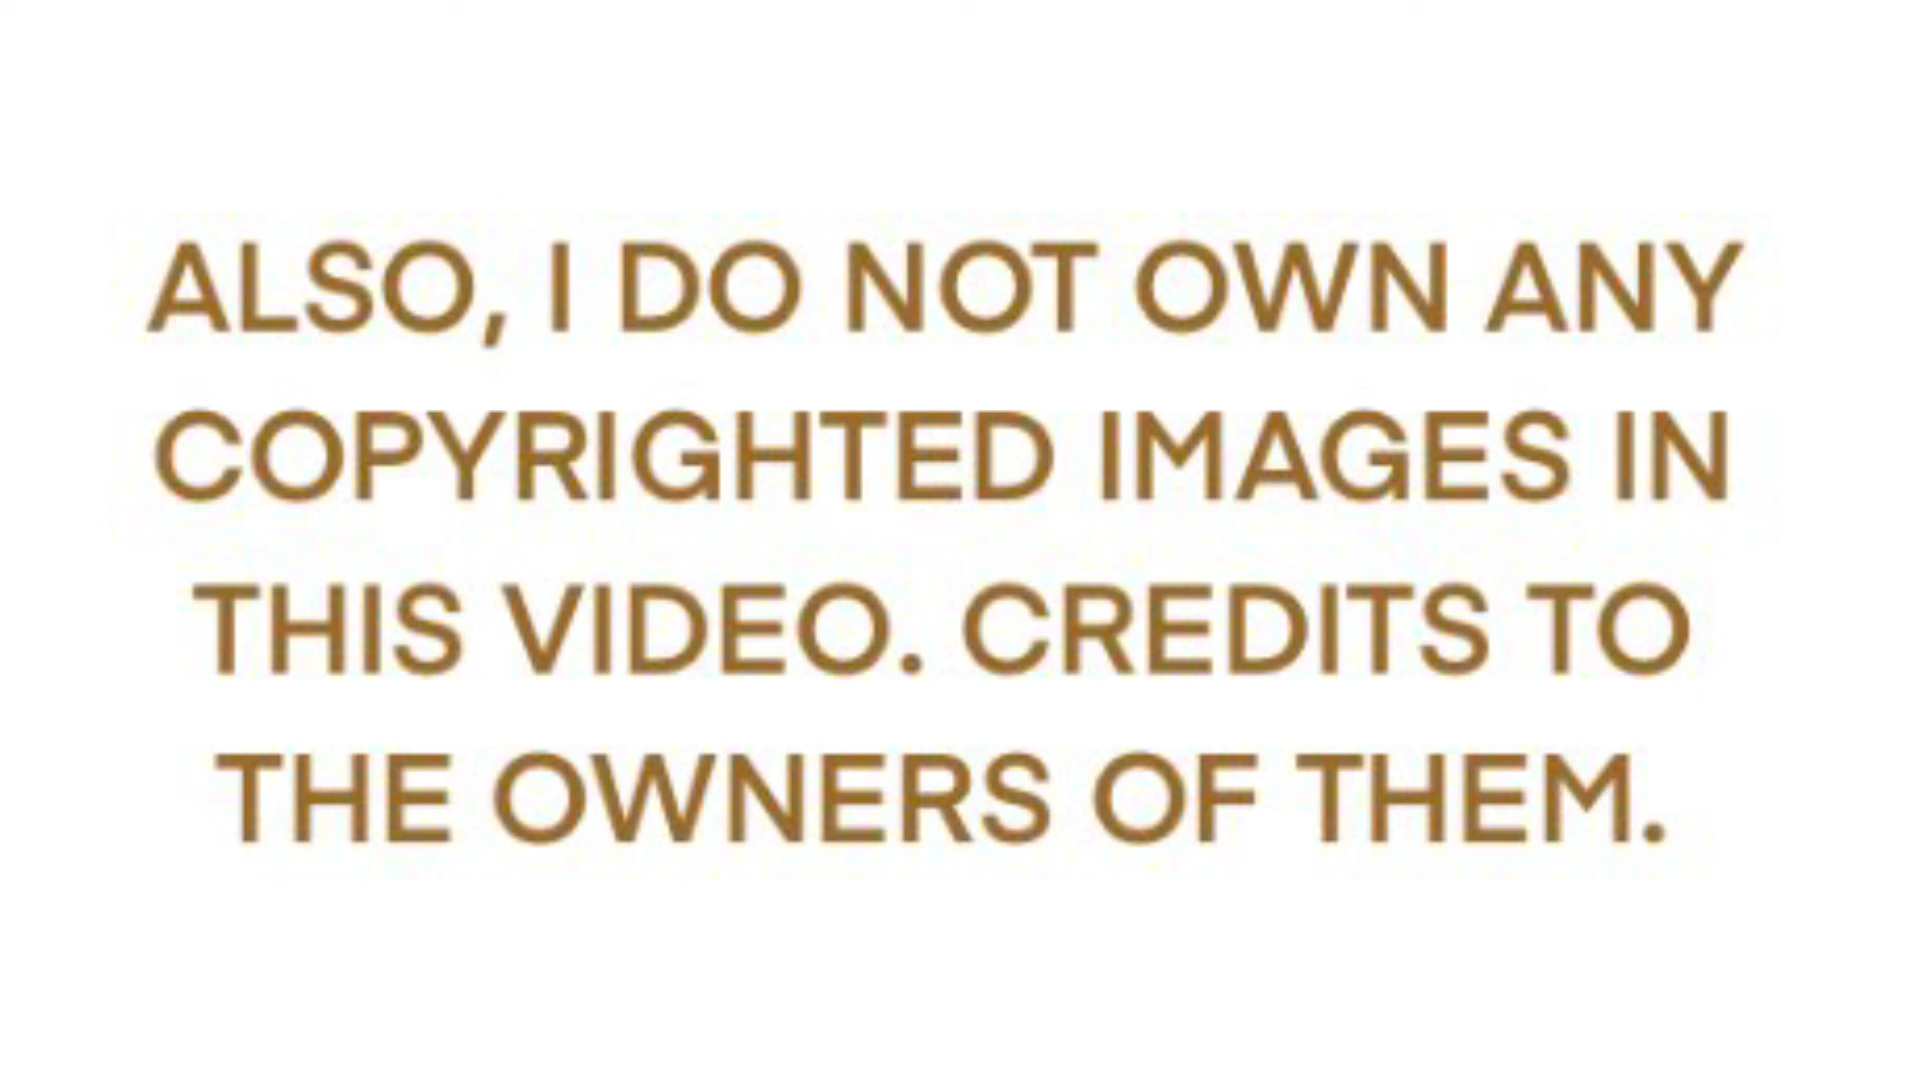 ALSO, I DO NOT OWN ANY
COPYRIGHTED IMAGES IN
THIS VIDEO. CREDITS TO
THE OWNERS OF THEM.